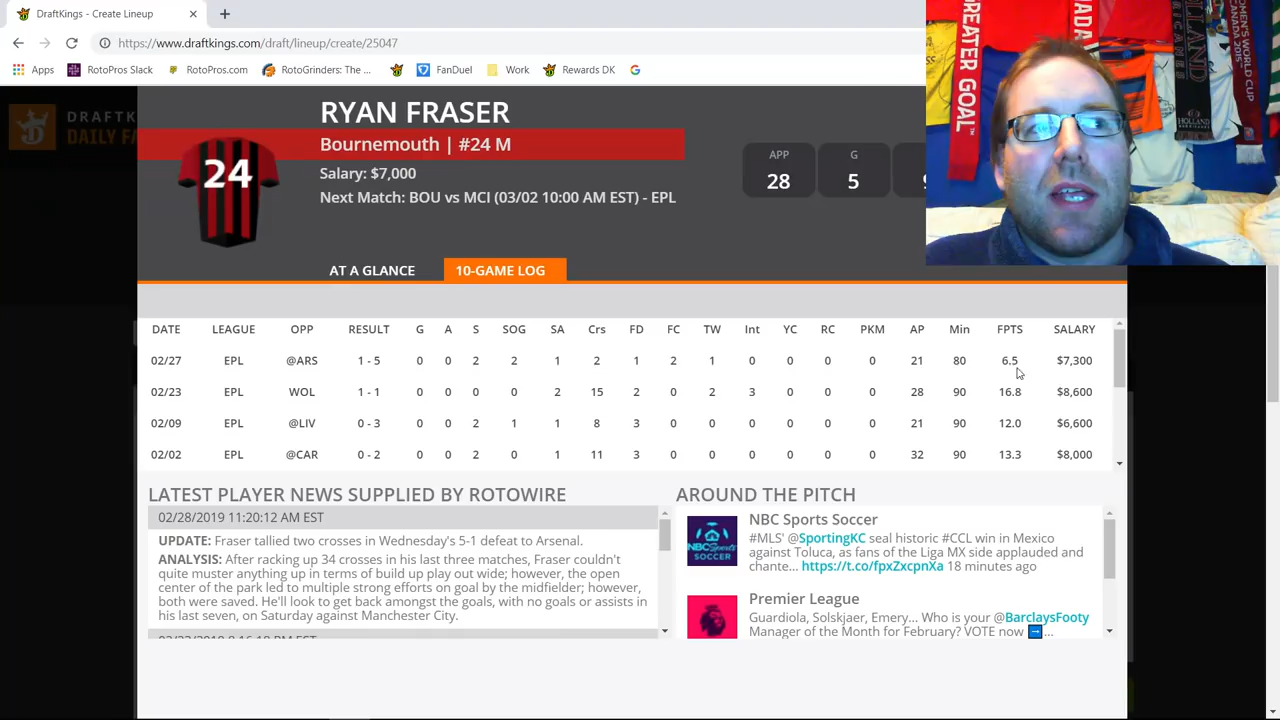 DraftKings - Create Lineup
https://www.draftkings.com/draft/lineup/create/25047
Apps RotoPros Slack RotoPros.com RotoGrinders: The ... FanDuel Work Rewards DK
DRAFTK
DAILY FA
RYAN FRASER
Bournemouth | #24 M
24
Salary: $7,000
Next Match: BOU vs MCI (03/02 10:00 AM EST) - EPL
APP G
28 5
AT A GLANCE 10-GAME LOG
DATE LEAGUE OPP RESULT G A S SOG SA Crs FD FC TW Int YC RC PKM AP Min FPTS SALARY
02/27 EPL @ARS 1 - 5 0 0 2 2 1 2 1 2 1 0 0 0 0 21 80 6.5 $7,300
02/23 EPL WOL 1 - 1 0 0 0 0 2 15 2 0 2 3 0 0 0 28 90 16.8 $8,600
02/09 EPL @LIV 0 - 3 0 0 2 1 1 8 3 0 0 0 0 0 0 21 90 12.0 $6,600
02/02 EPL @CAR 0 - 2 0 0 2 0 1 11 3 0 0 0 0 0 0 32 90 13.3 $8,000
LATEST PLAYER NEWS SUPPLIED BY ROTOWIRE
02/28/2019 11:20:12 AM EST
UPDATE: Fraser tallied two crosses in Wednesday's 5-1 defeat to Arsenal.
ANALYSIS: After racking up 34 crosses in his last three matches, Fraser couldn't
quite muster anything up in terms of build up play out wide; however, the open
center of the park led to multiple strong efforts on goal by the midfielder; however,
both were saved. He'll look to get back amongst the goals, with no goals or assists in
his last seven, on Saturday against Manchester City.
AROUND THE PITCH
NBC Sports Soccer
#MLS' @SportingKC seal historic #CCL win in Mexico
against Toluca, as fans of the Liga MX side applauded and
chante... https://t.co/fpxZxcpnXa 18 minutes ago
Premier League
Guardiola, Solskjaer, Emery... Who is your @BarclaysFooty
Manager of the Month for February? VOTE now ➡ ...
GREATER GOAL
HOLLAND
WOMEN'S WORLD CUP
CANADA 2015